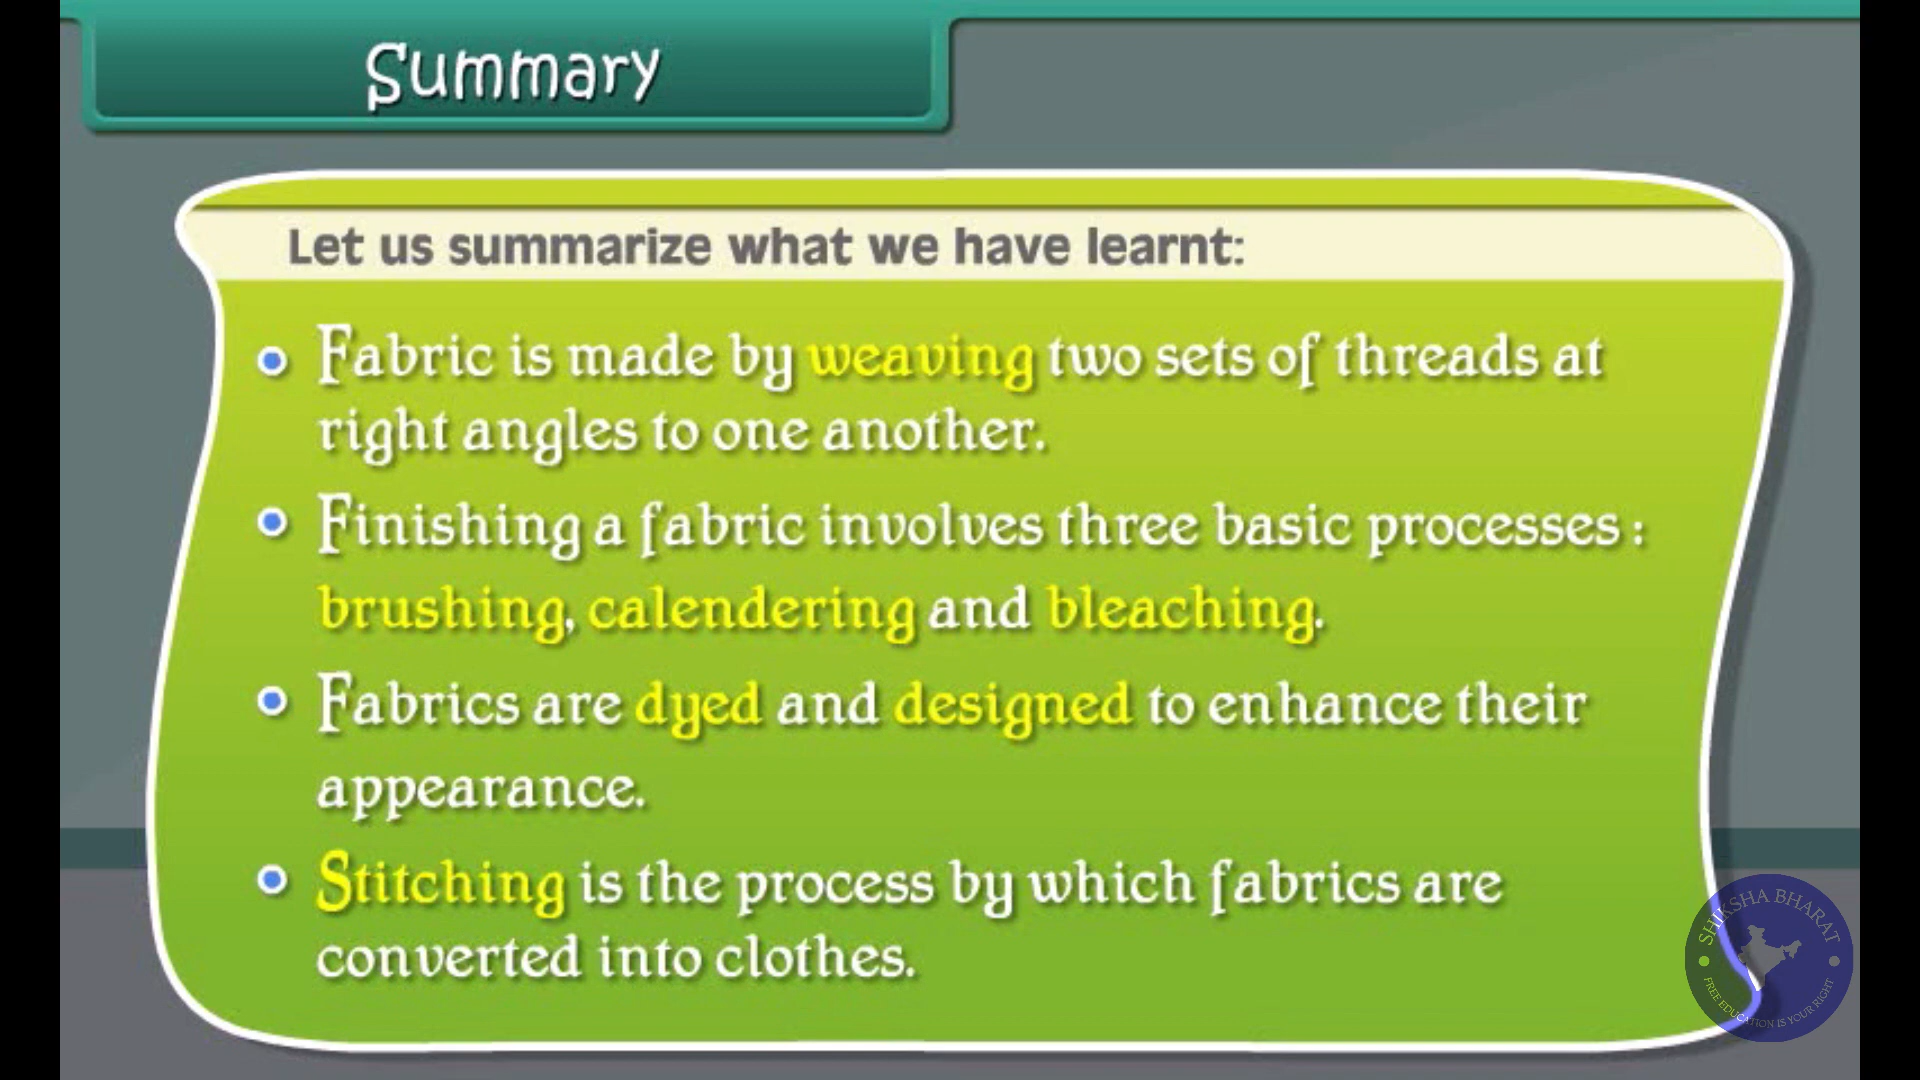 Summary
Let us summarize what we have learnt:
Fabric is made by weaving two sets of threads at
right angles to one another.
Finishing a fabric involves three basic processes :
brushing, calendering and bleaching.
Fabrics are dyed and designed to enhance their
appearance.
Stitching is the process by which fabrics are
converted into clothes.
SHIKSHA BHARAT
FREE EDUCATION IS YOUR RIGHT